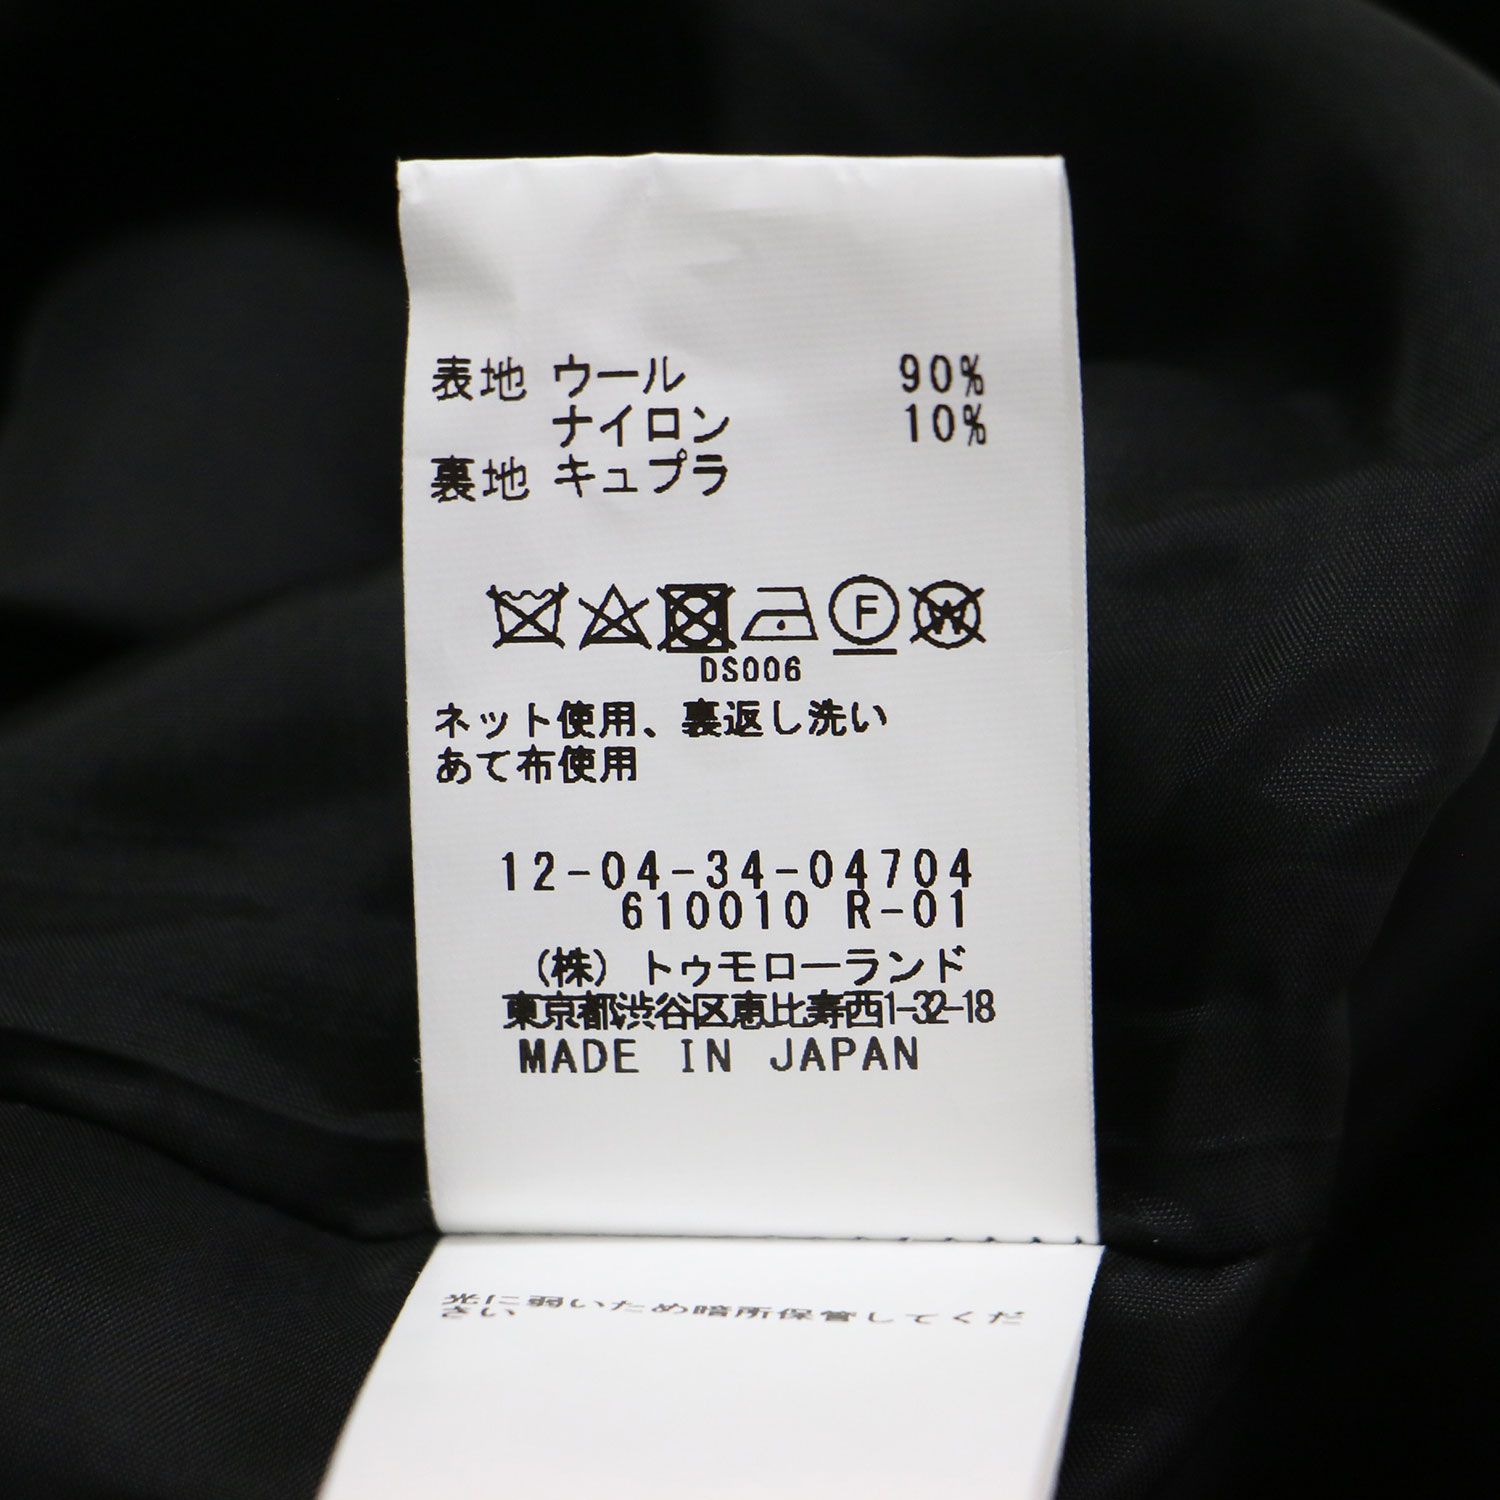 表地 ウール 90%
ナイロン 10%
裏地 キュプラ
F W
DS006
ネット使用、裏返し洗い
あて布使用
12-04-34-04704
610010 R-01
(株) トゥモローランド
東京都渋谷区恵比寿西1-32-18
MADE IN JAPAN
光に弱いため暗所保管してくだ
さい